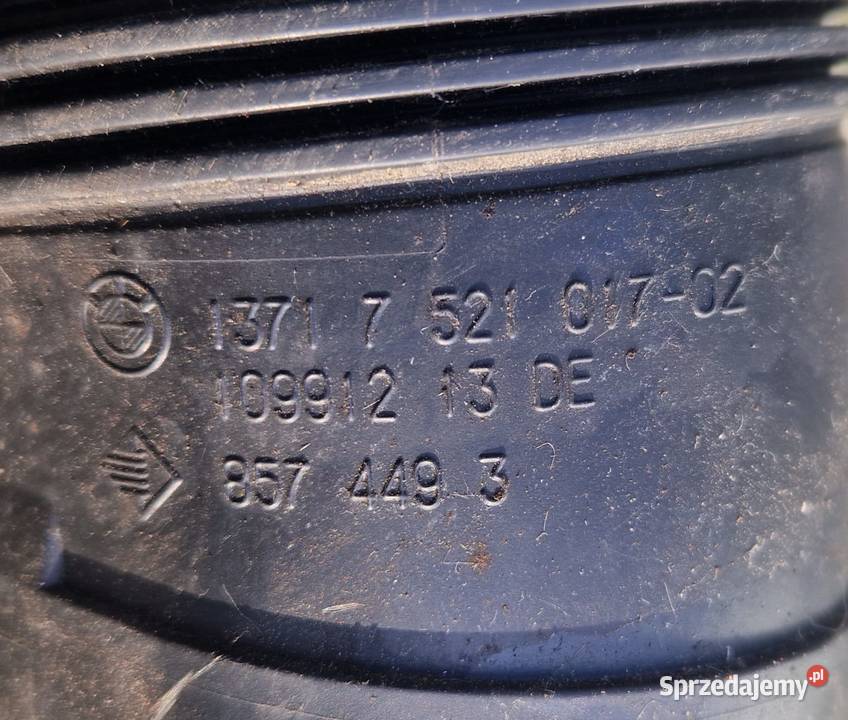 1371 7 521 017-02
109912 13 DE
857 449 3
Sprzedajemy.pl